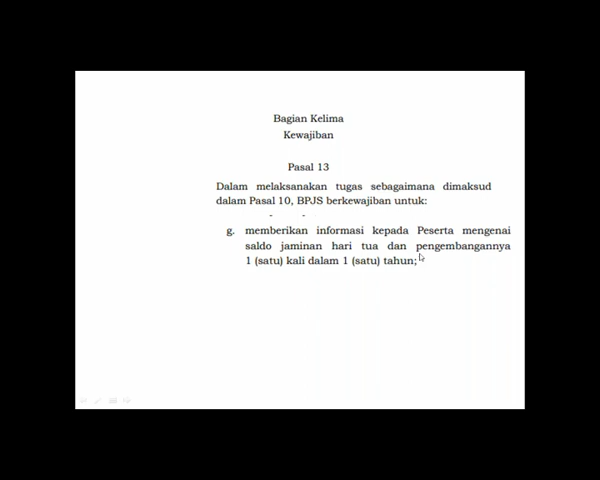 Bagian Kelima
Kewajiban
Pasal 13
Dalam melaksanakan tugas sebagaimana dimaksud
dalam Pasal 10, BPJS berkewajiban untuk:
g. memberikan informasi kepada Peserta mengenai
saldo jaminan hari tua dan pengembangannya
1 (satu) kali dalam 1 (satu) tahun;